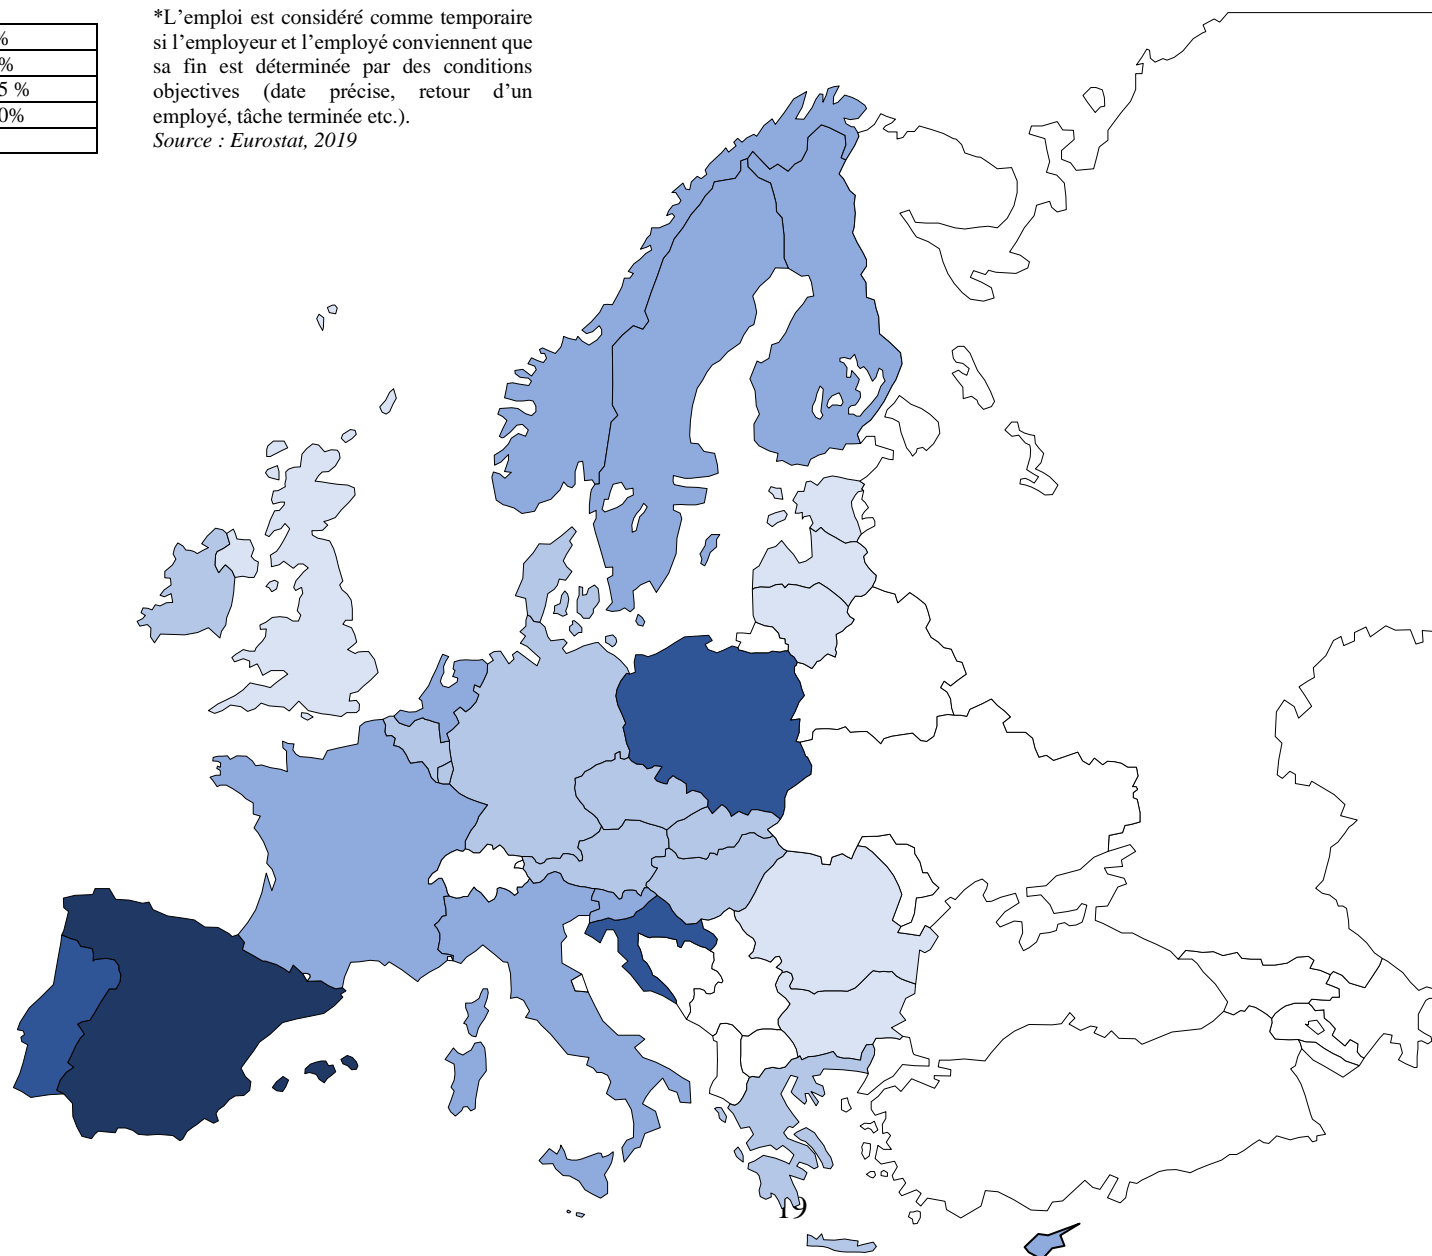 %
%
5 %
0%
*L’emploi est considéré comme temporaire
si l’employeur et l’employé conviennent que
sa fin est déterminée par des conditions
objectives (date précise, retour d’un
employé, tâche terminée etc.).
Source : Eurostat, 2019
19